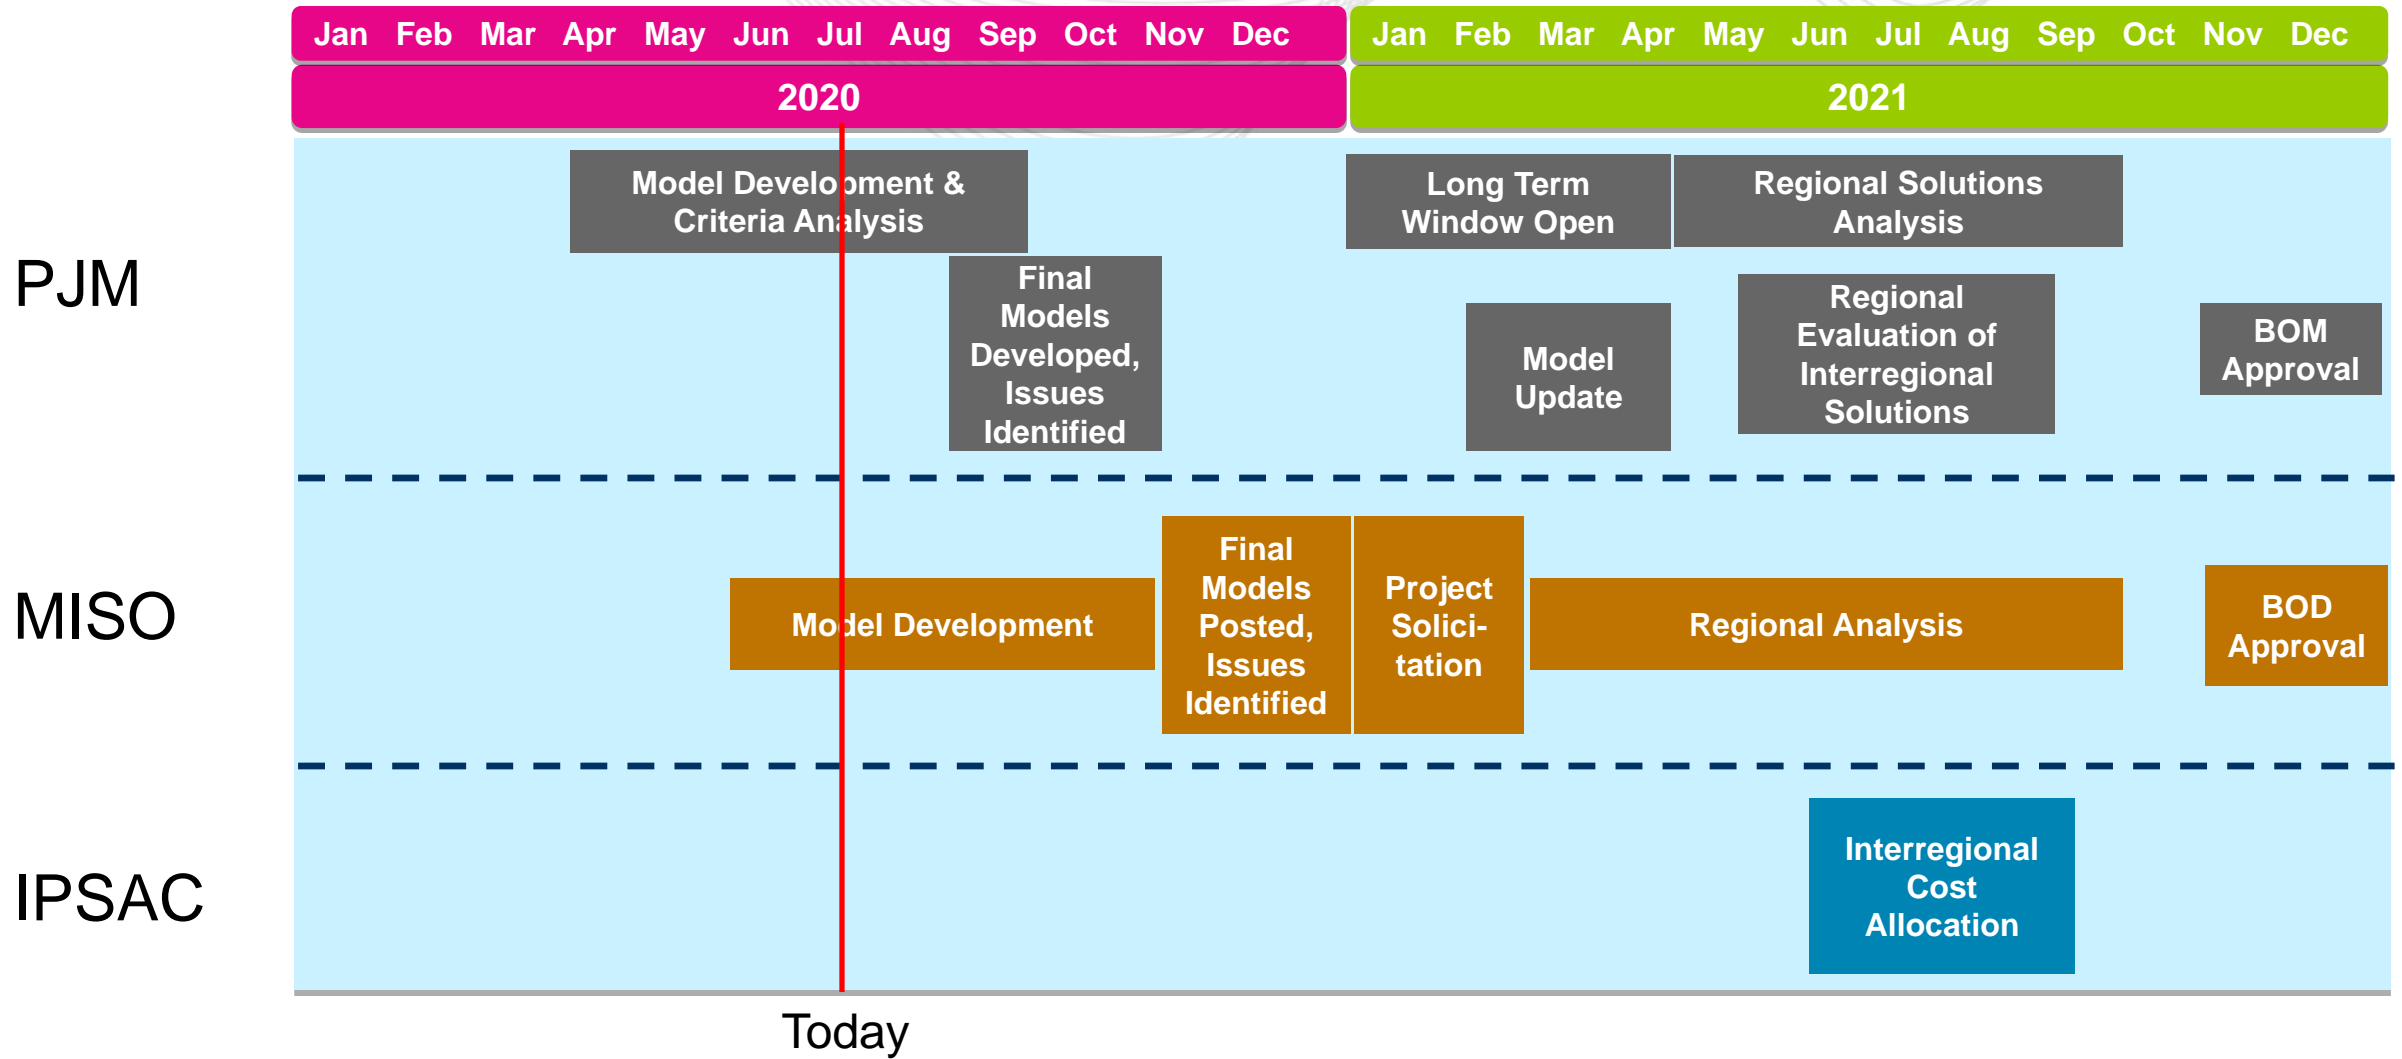 Jan Feb Mar Apr May Jun Jul Aug Sep Oct Nov Dec
Jan Feb Mar Apr May Jun Jul Aug Sep Oct Nov Dec
2020
2021
PJM
Model Development &
Criteria Analysis
Final
Models
Developed,
Issues
Identified
Long Term
Window Open
Regional Solutions
Analysis
Model
Update
Regional
Evaluation of
Interregional
Solutions
BOM
Approval
MISO
Model Development
Final
Models
Posted,
Issues
Identified
Project
Solici-
tation
Regional Analysis
BOD
Approval
IPSAC
Interregional
Cost
Allocation
Today